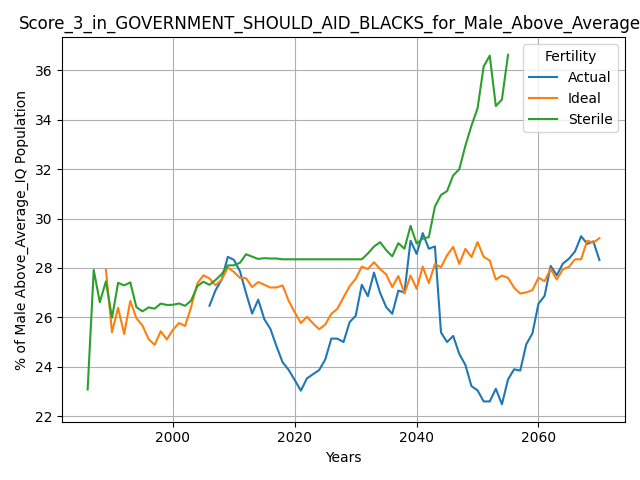 Score_3_in_GOVERNMENT_SHOULD_AID_BLACKS_for_Male_Above_Average
% of Male Above_Average_IQ Population
36
34
32
30
28
26
24
22
Fertility
Actual
Ideal
Sterile
2000 2020 2040 2060
Years